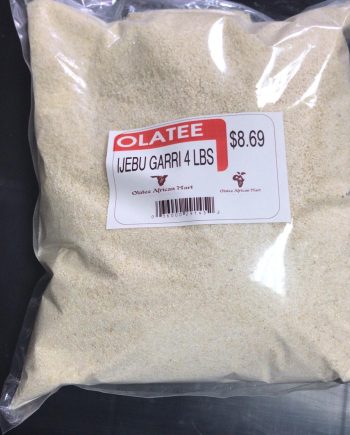 OLATEE
$8.69
IJEBU GARRI 4 LBS
Olatee African Mart
Olatee African Mart